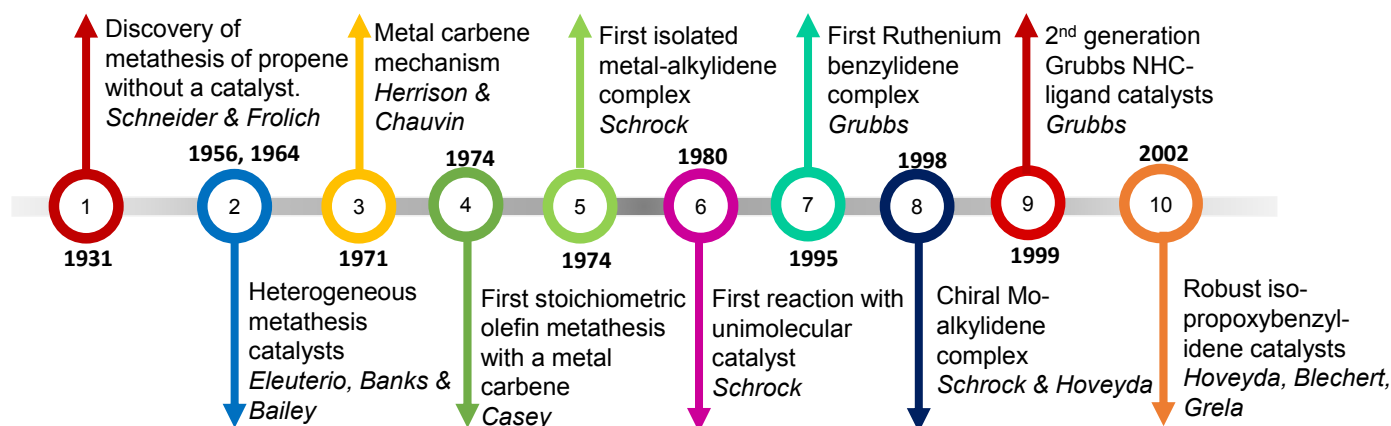 Discovery of
metathesis of propene
without a catalyst.
Schneider & Frolich
1
1931
1956, 1964
2
Heterogeneous
metathesis
catalysts
Eleuterio, Banks &
Bailey
Metal carbene
mechanism
Herrison &
Chauvin
3
1971
1974
4
First stoichiometric
olefin metathesis
with a metal
carbene
Casey
First isolated
metal-alkylidene
complex
Schrock
5
1974
1980
6
First reaction with
unimolecular
catalyst
Schrock
First Ruthenium
benzylidene
complex
Grubbs
7
1995
1998
8
Chiral Mo-
alkylidene
complex
Schrock & Hoveyda
2nd generation
Grubbs NHC-
ligand catalysts
Grubbs
9
1999
2002
10
Robust iso-
propoxybenzyl-
idene catalysts
Hoveyda, Blechert,
Grela